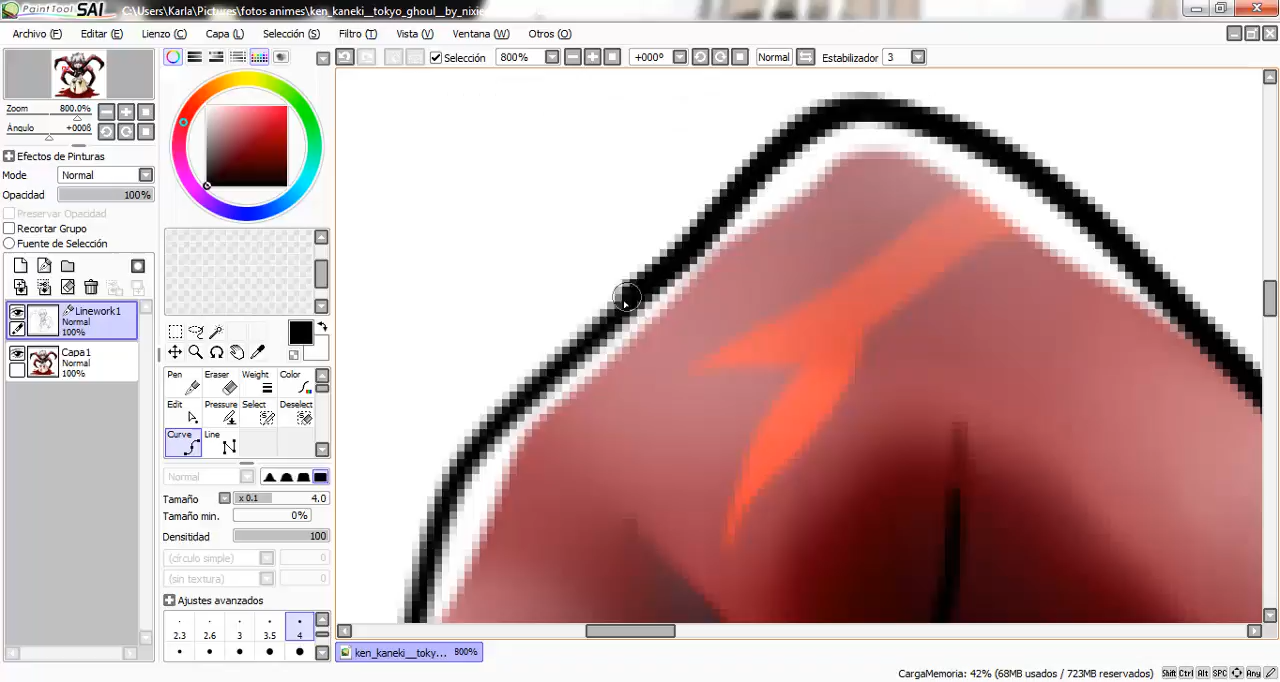 PaintTool SAI C:\Users\Karla\Pictures\fotos animes\ken_kaneki__tokyo_ghoul__by_nixie
Archivo (F) Editar (E) Lienzo (C) Capa (L) Selección (S) Filtro (T) Vista (V) Ventana (W) Otros (O)
Selección 800% +000º Normal Estabilizador 3
Zoom 800.0%
Ángulo +000º
Efectos de Pinturas
Modo Normal
Opacidad 100%
Preservar Opacidad
Recortar Grupo
Fuente de Selección
Linework1
Normal
100%
Capa1
Normal
100%
Pen Eraser Weight Color
Edit Pressure Select Deselect
Curve Line
Normal
Tamaño x 0.1 4.0
Tamaño min. 0%
Densitidad 100
(círculo simple) 0
(sin textura) 0
Ajustes avanzados
2.3 2.6 3 3.5 4
ken_kaneki__toky... 800%
CargaMemoria: 42% (68MB usados / 723MB reservados) Shift Ctrl Alt SPC Any